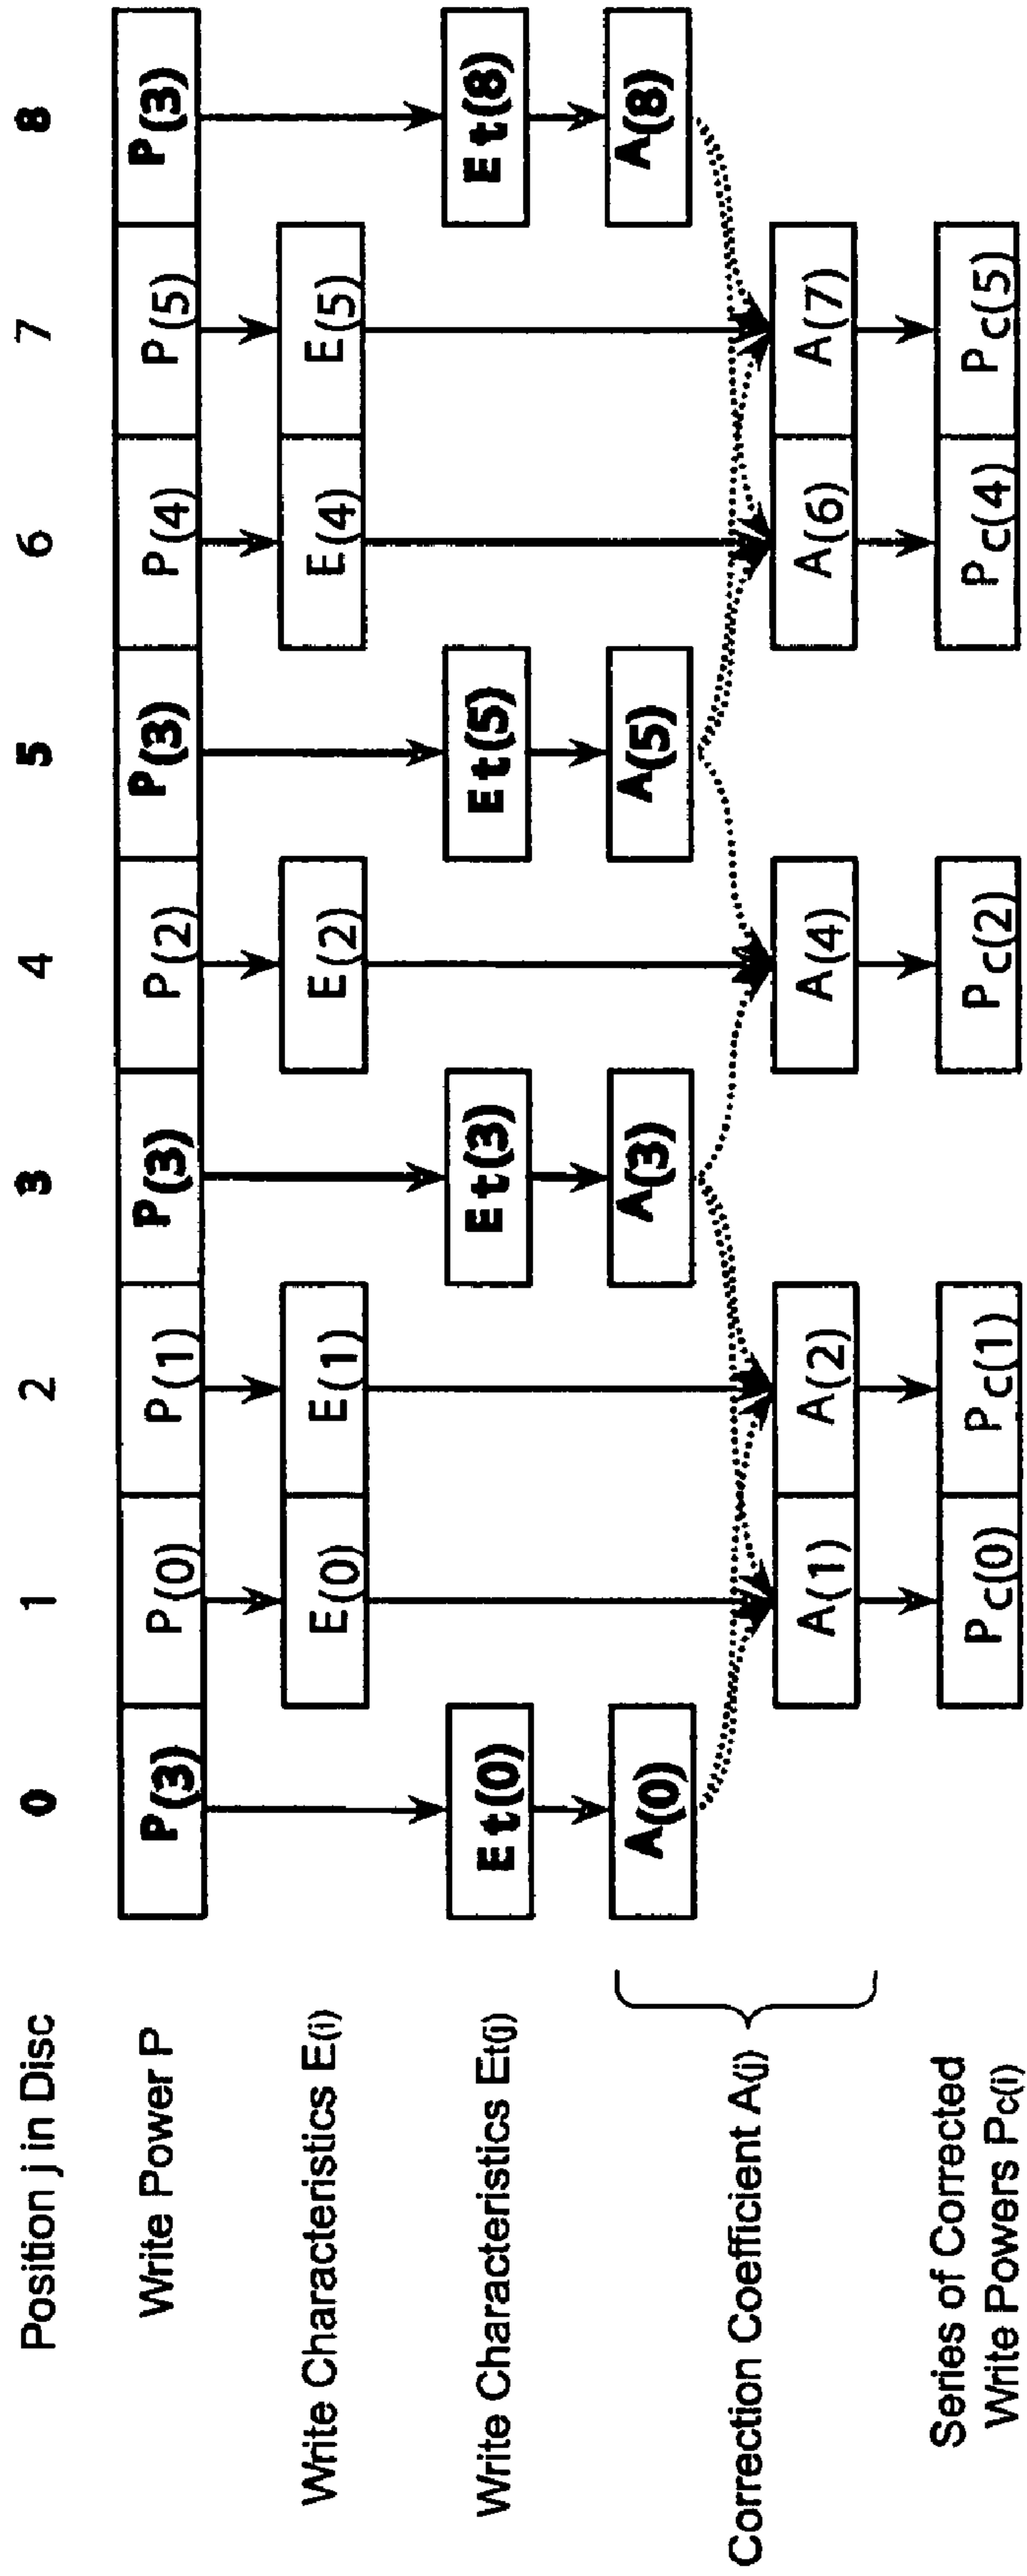 Position j in Disc 0 1 2 3 4 5 6 7 8
Write Power P P(3) P(0) P(1) P(3) P(2) P(3) P(4) P(5) P(3)
Write Characteristics E(i) E(0) E(1) E(2) E(4) E(5)
Write Characteristics Et(j) Et(0) Et(3) Et(5) Et(8)
A(0) A(3) A(5) A(8)
Correction Coefficient A(j)
A(1) A(2) A(4) A(6) A(7)
Series of Corrected
Write Powers Pc(i) Pc(0) Pc(1) Pc(2) Pc(4) Pc(5)